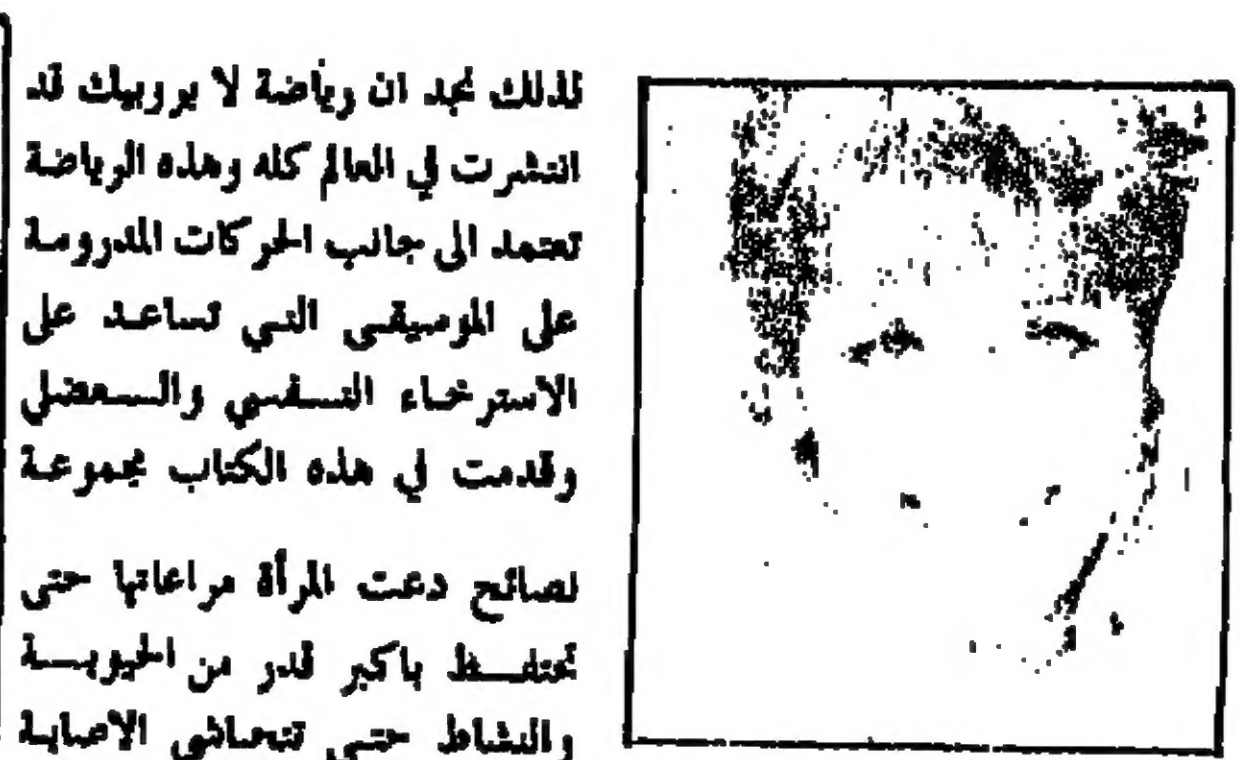 لذلك نجد ان رياضة لا يروبيك قد
انتشرت في العالم كله وهذه الرياضة
تعتمد الى جانب الحركات المدروسة
على الموسيقى التي تساعد على
الاسترخاء النفسي والعضلي
وقدمت في هذه الكتاب مجموعة
نصائح دعت المرأة مراعاتها حتى
تحتفظ باكبر قدر من الحيوية
والنشاط حتى تتحاشى الاصابة